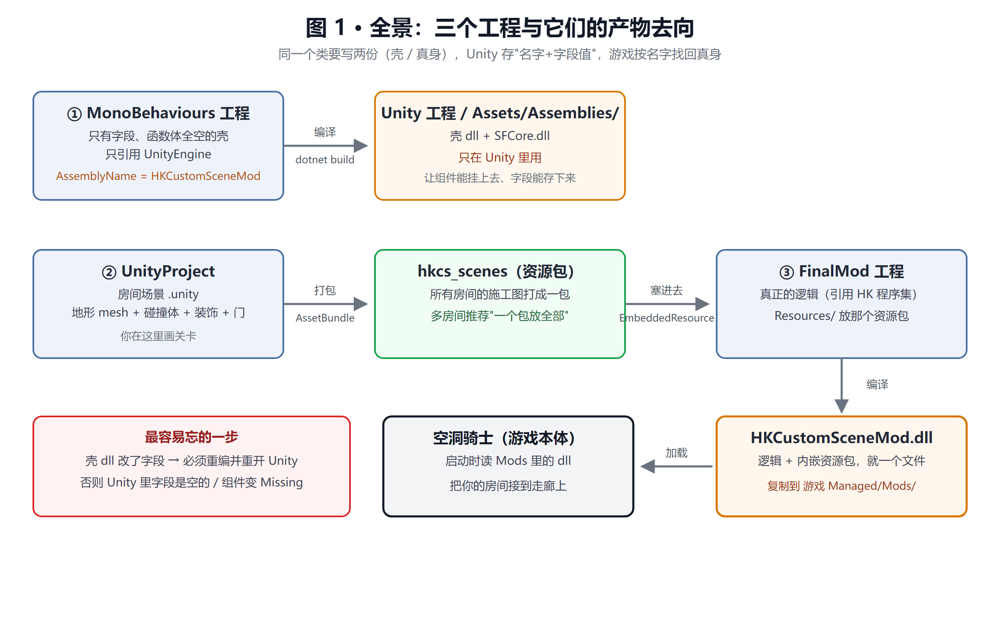 图 1 · 全景：三个工程与它们的产物去向
同一个类要写两份（壳 / 真身），Unity 存"名字+字段值"，游戏按名字找回真身
① MonoBehaviours 工程
只有字段、函数体全空的壳
只引用 UnityEngine
AssemblyName = HKCustomSceneMod
编译
dotnet build
Unity 工程 / Assets/Assemblies/
壳 dll + SFCore.dll
只在 Unity 里用
让组件能挂上去、字段能存下来
② UnityProject
房间场景 .unity
地形 mesh + 碰撞体 + 装饰 + 门
你在这里画关卡
打包
AssetBundle
hkcs_scenes（资源包）
所有房间的施工图打成一包
多房间推荐"一个包放全部"
塞进去
EmbeddedResource
③ FinalMod 工程
真正的逻辑（引用 HK 程序集）
Resources/ 放那个资源包
编译
最容易忘的一步
壳 dll 改了字段 → 必须重编并重开 Unity
否则 Unity 里字段是空的 / 组件变 Missing
空洞骑士（游戏本体）
启动时读 Mods 里的 dll
把你的房间接到走廊上
加载
HKCustomSceneMod.dll
逻辑 + 内嵌资源包，就一个文件
复制到 游戏 Managed/Mods/